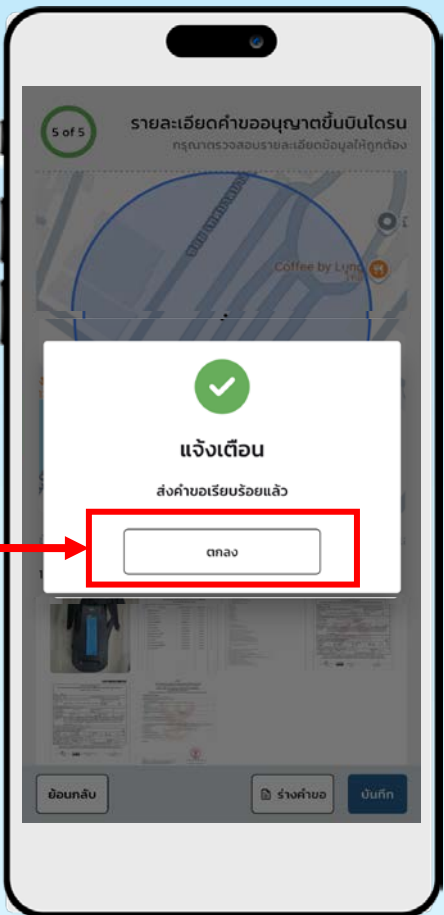 5 of 5
รายละเอียดคำขออนุญาตขึ้นบินโดรน
กรุณาตรวจสอบรายละเอียดข้อมูลให้ถูกต้อง
Coffee by Lung
แจ้งเตือน
ส่งคำขอเรียบร้อยแล้ว
ตกลง
ย้อนกลับ
ร่างคำขอ
บันทึก